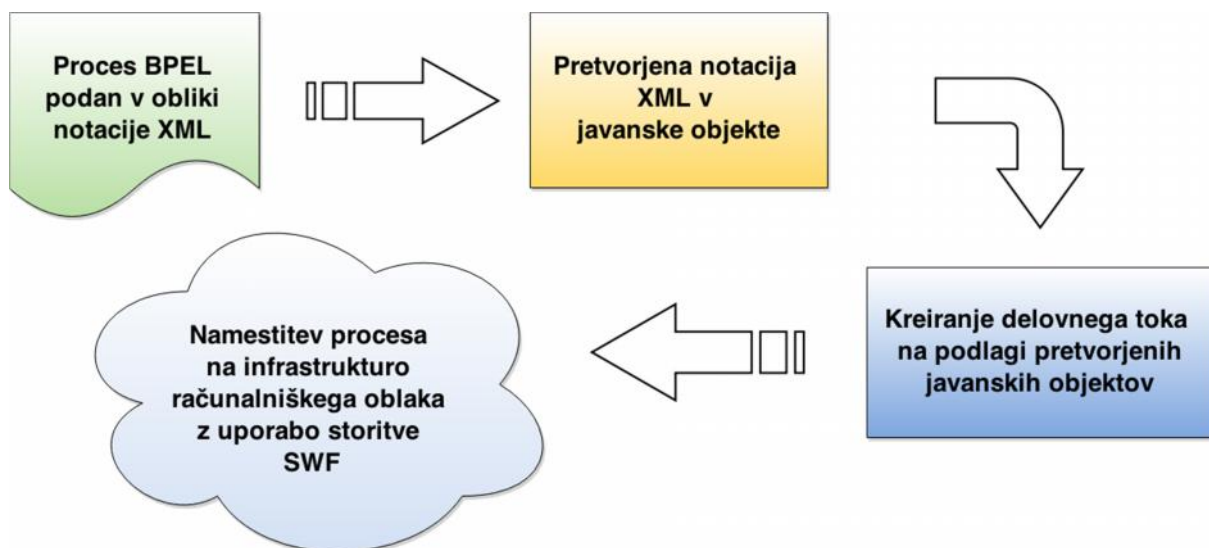 Proces BPEL
podan v obliki
notacije XML
Pretvorjena notacija
XML v
javanske objekte
Kreiranje delovnega toka
na podlagi pretvorjenih
javanskih objektov
Namestitev procesa
na infrastrukturo
računalniškega oblaka
z uporabo storitve
SWF